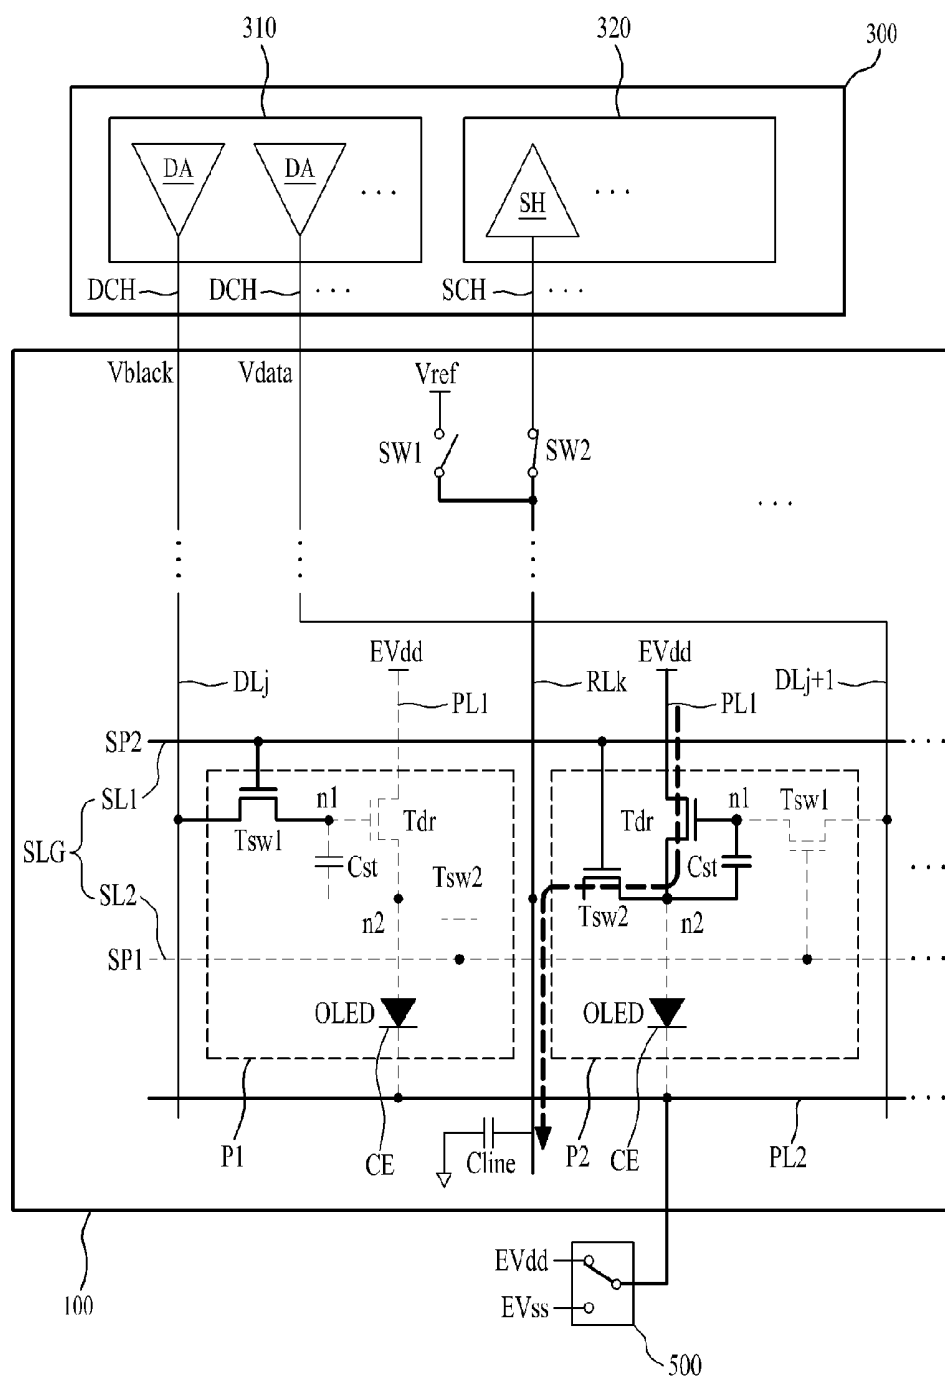 310
320
300
DA
DA
. . .
SH
. . .
DCH
DCH
. . .
SCH
. . .
Vblack
Vdata
Vref
SW1
SW2
. . .
EVdd
EVdd
DLj
PL1
RLk
PL1
DLj+1
SP2
SL1
n1
Tdr
Tsw1
Tdr
n1
Tsw1
SLG
Cst
Tsw2
Cst
SL2
n2
Tsw2
n2
SP1
OLED
OLED
P1
CE
Cline
P2
CE
PL2
100
EVdd
EVss
500